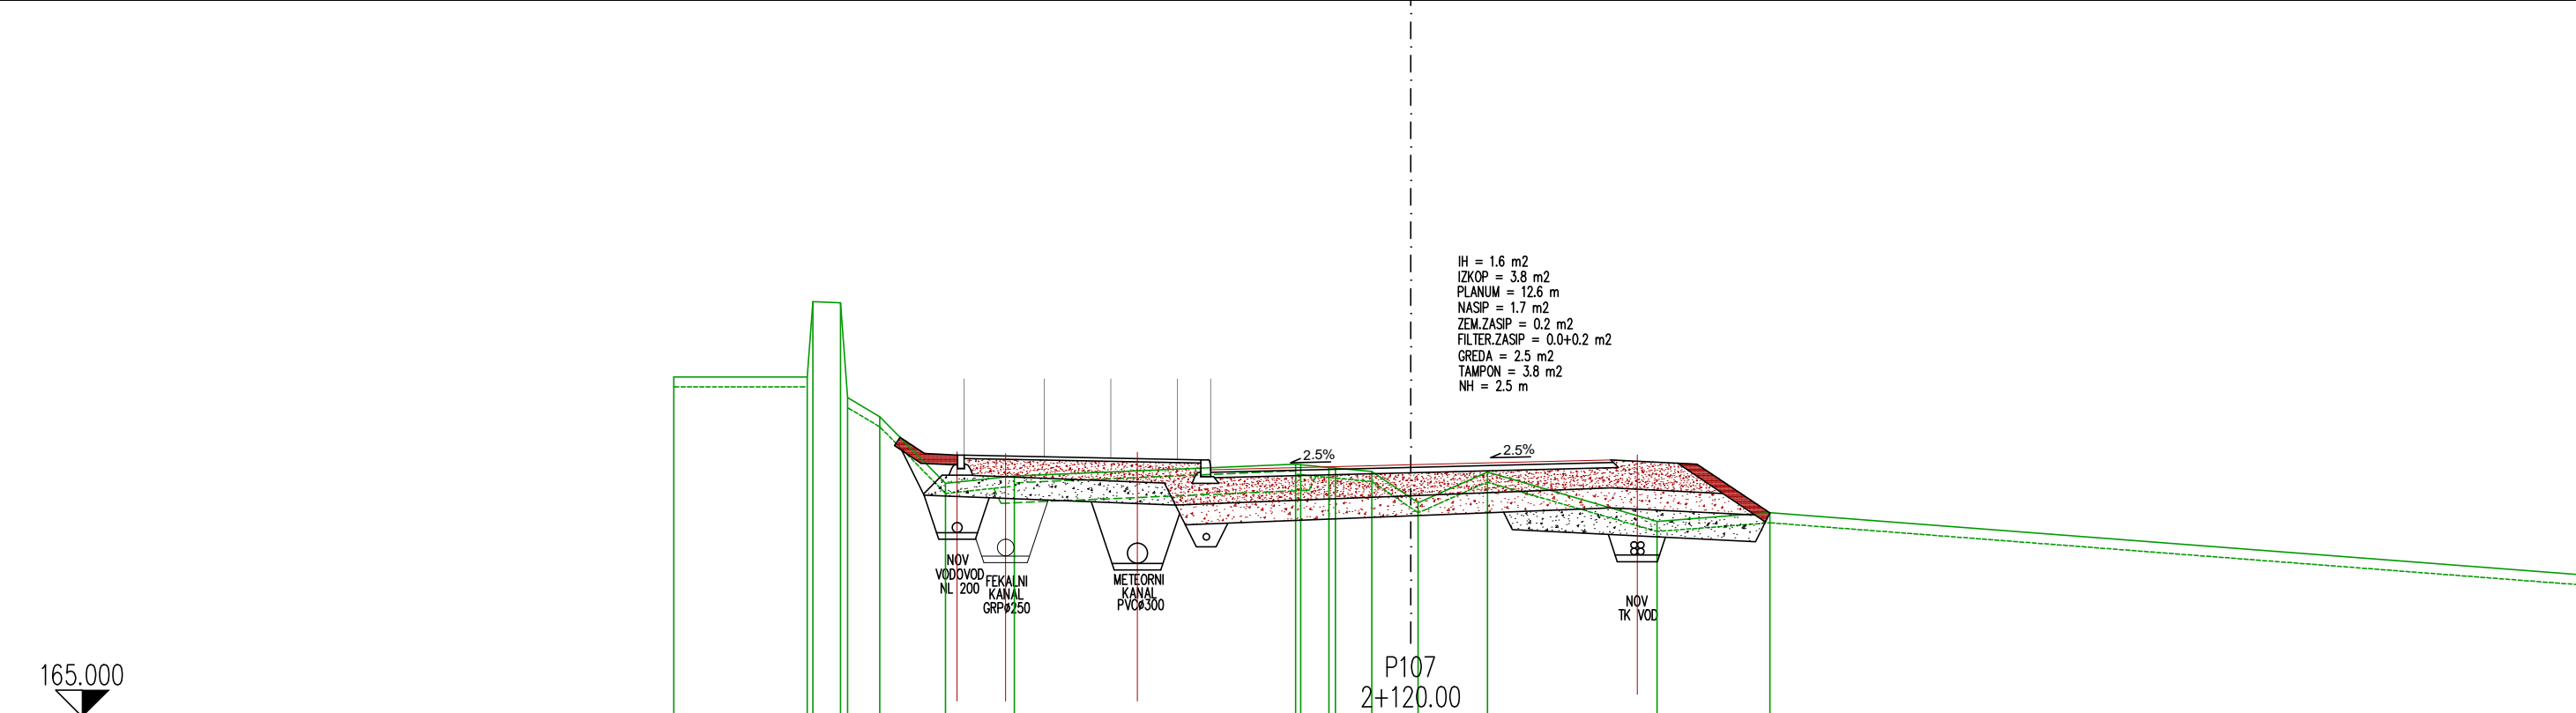 IH = 1.6 m2
IZKOP = 3.8 m2
PLANUM = 12.6 m
NASIP = 1.7 m2
ZEM.ZASIP = 0.2 m2
FILTER.ZASIP = 0.0+0.2 m2
GREDA = 2.5 m2
TAMPON = 3.8 m2
NH = 2.5 m
2.5%
2.5%
NOV
VODOVOD
NL 200
FEKALNI
KANAL
GRPø250
METEORNI
KANAL
PVCø300
NOV
TK VOD
165.000
P107
2+120.00